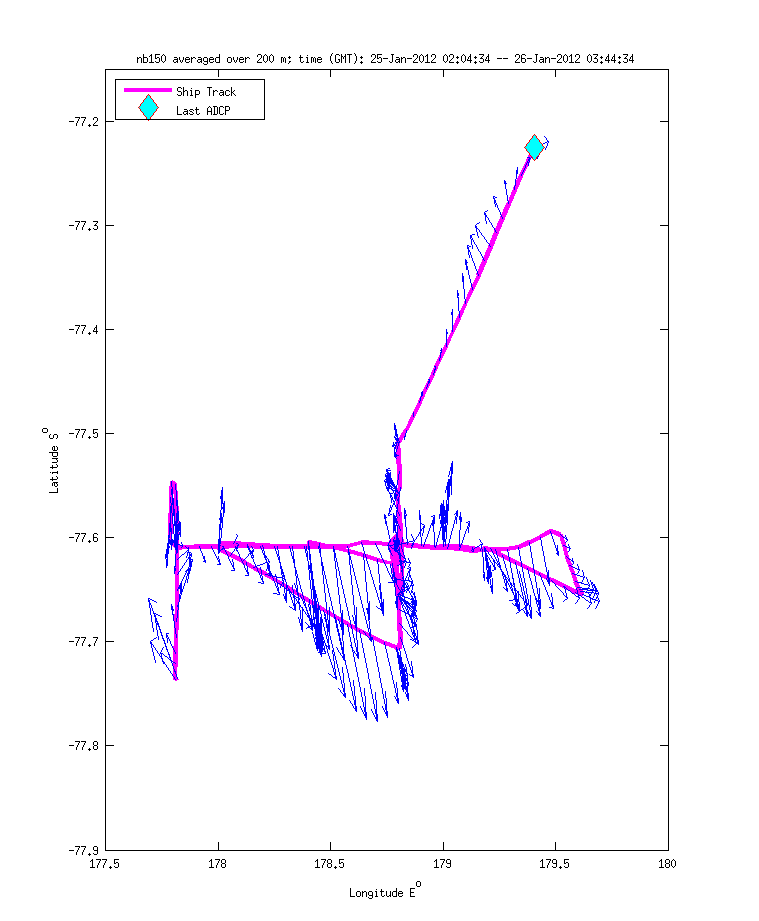 nb150 averaged over 200 m; time (GMT): 25-Jan-2012 02:04:34 -- 26-Jan-2012 03:44:34
Ship Track
Last ADCP
-77.2
-77.3
-77.4
-77.5
Latitude S°
-77.6
-77.7
-77.8
-77.9
177.5 178 178.5 179 179.5 180
Longitude E°